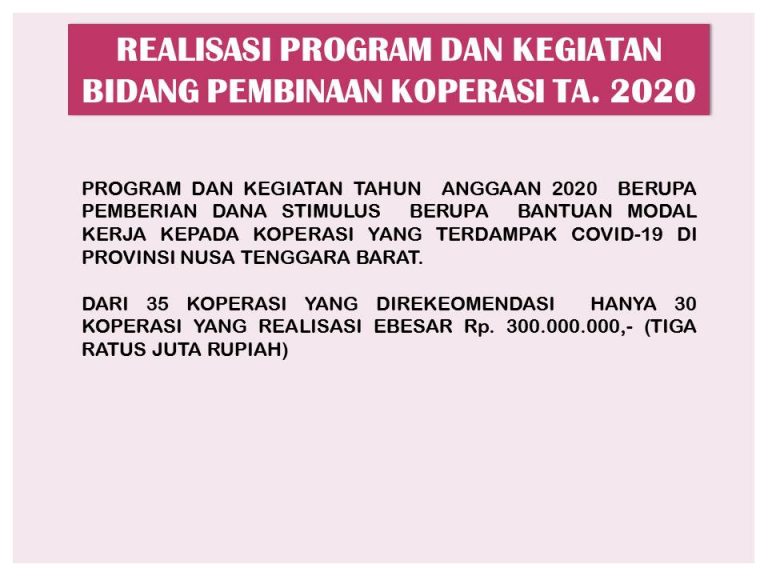 REALISASI PROGRAM DAN KEGIATAN
BIDANG PEMBINAAN KOPERASI TA. 2020
PROGRAM DAN KEGIATAN TAHUN ANGGAAN 2020 BERUPA
PEMBERIAN DANA STIMULUS BERUPA BANTUAN MODAL
KERJA KEPADA KOPERASI YANG TERDAMPAK COVID-19 DI
PROVINSI NUSA TENGGARA BARAT.
DARI 35 KOPERASI YANG DIREKEOMENDASI HANYA 30
KOPERASI YANG REALISASI EBESAR Rp. 300.000.000,- (TIGA
RATUS JUTA RUPIAH)